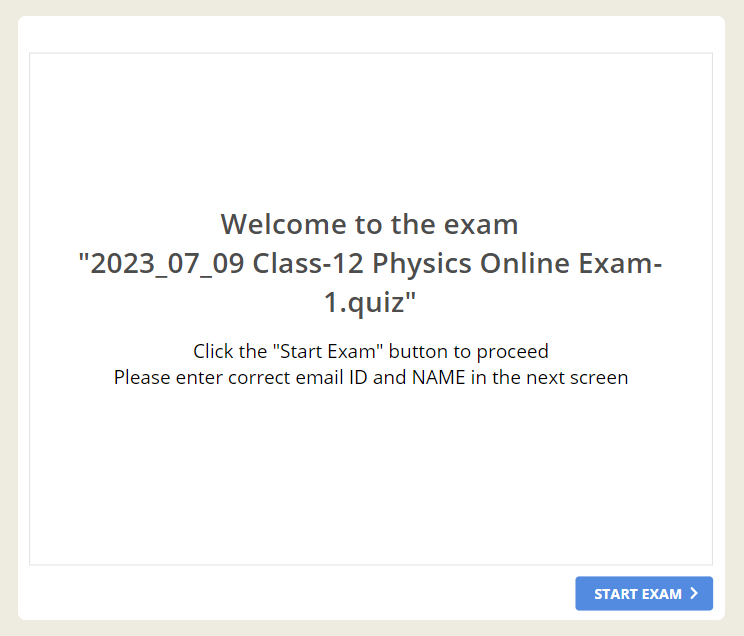 Welcome to the exam
"2023_07_09 Class-12 Physics Online Exam-
1.quiz"
Click the "Start Exam" button to proceed
Please enter correct email ID and NAME in the next screen
START EXAM